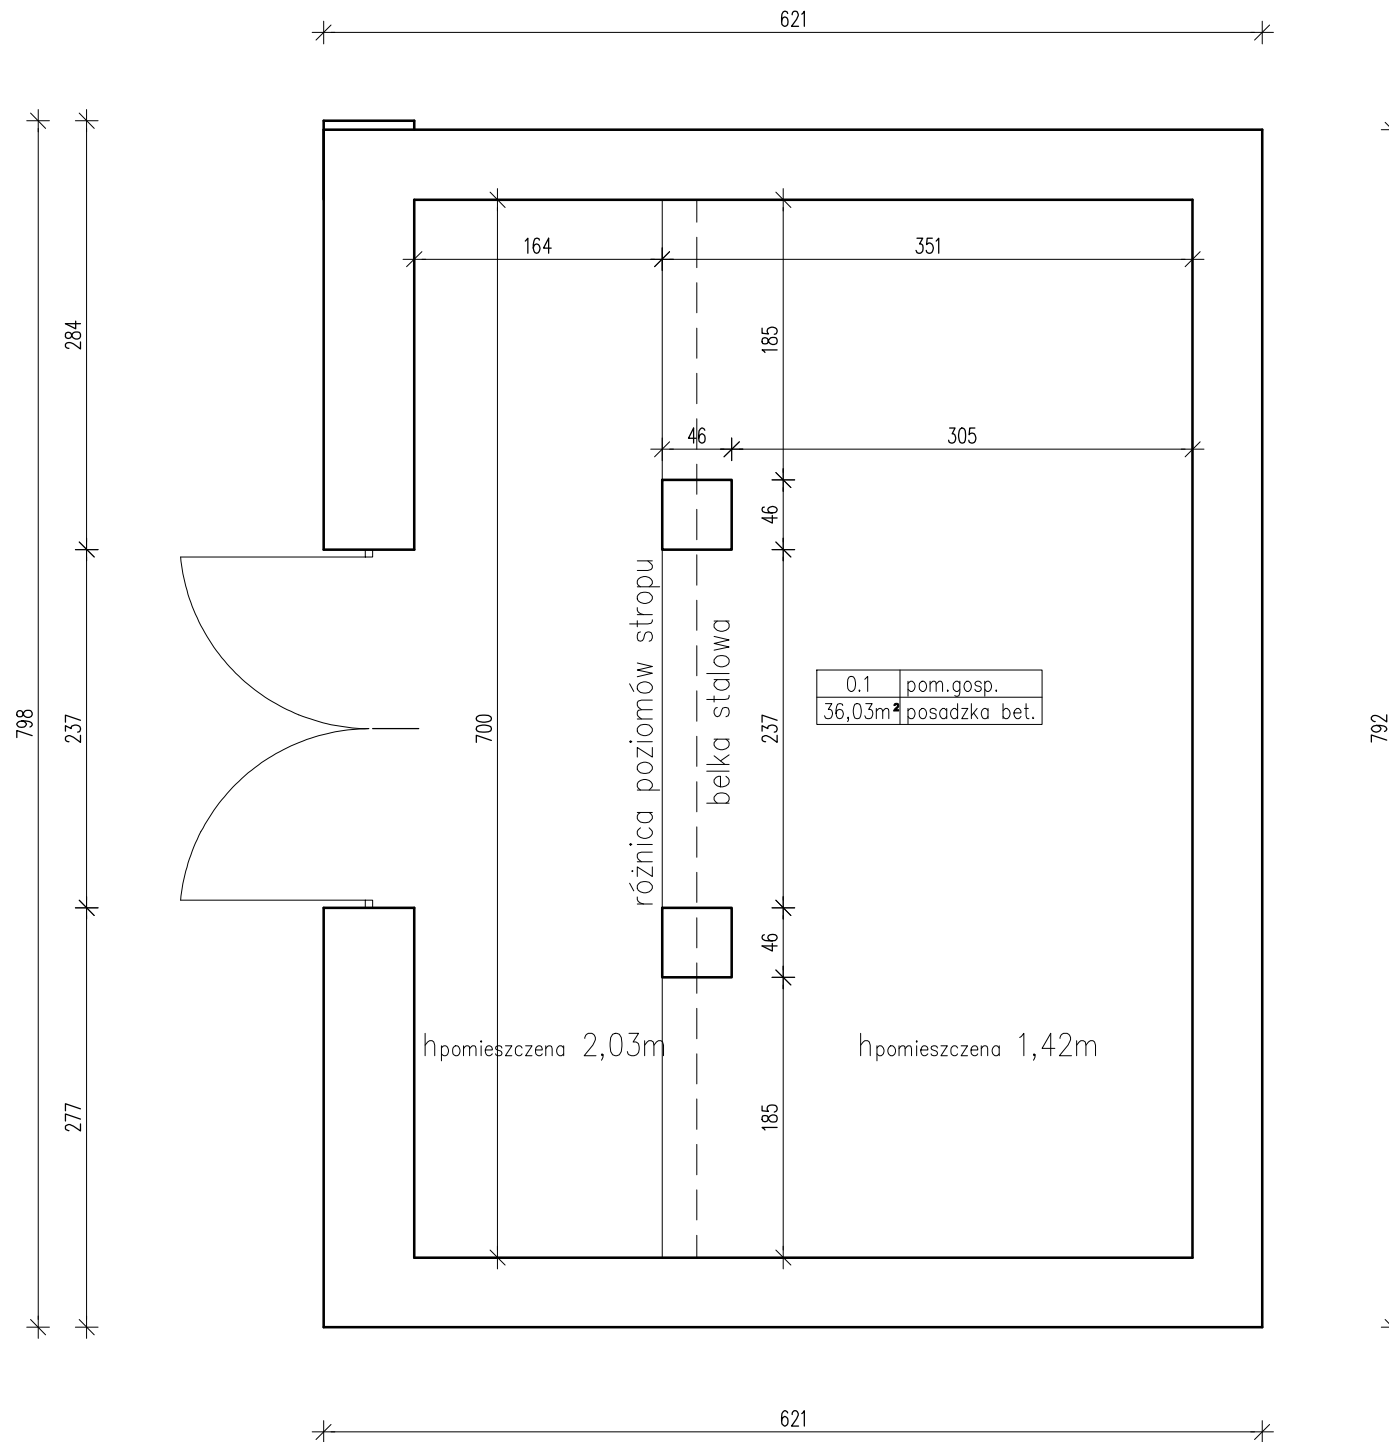 621
798
284
237
277
164
351
185
46
305
46
700
różnica poziomów stropu
belka stalowa
237
0.1 pom.gosp.
36,03m² posadzka bet.
792
46
hpomieszczena 2,03m
hpomieszczena 1,42m
185
621